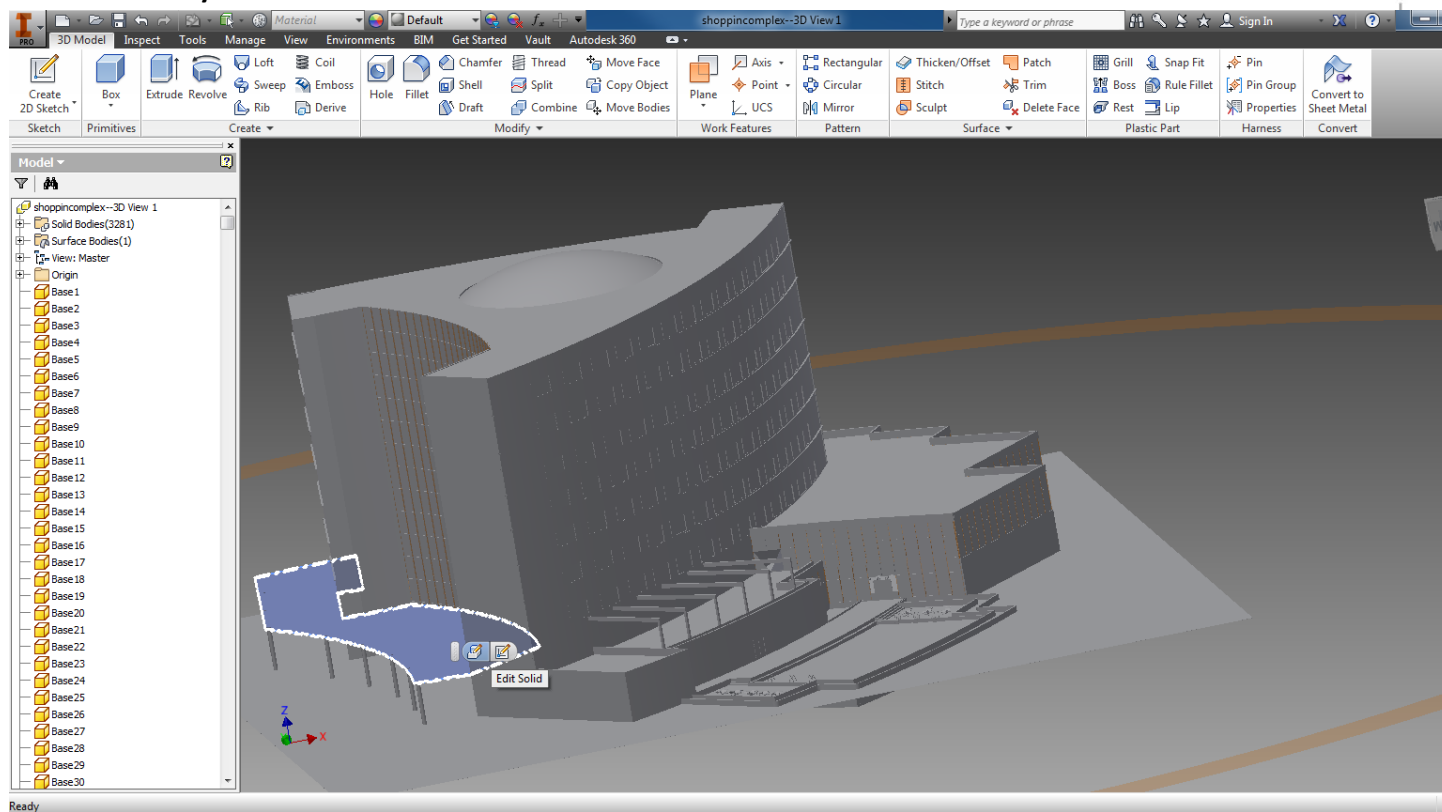 Material
Default
shoppincomplex--3D View 1
Type a keyword or phrase
Sign In
PRO
3D Model Inspect Tools Manage View Environments BIM Get Started Vault Autodesk 360
Create
2D Sketch
Box
Extrude Revolve
Loft Coil
Sweep Emboss
Rib Derive
Hole Fillet
Chamfer Thread Move Face
Shell Split Copy Object
Draft Combine Move Bodies
Plane
Axis
Point
UCS
Rectangular
Circular
Mirror
Thicken/Offset Patch
Stitch Trim
Sculpt Delete Face
Grill Snap Fit
Boss Rule Fillet
Rest Lip
Pin
Pin Group
Properties
Convert to
Sheet Metal
Sketch Primitives Create Modify Work Features Pattern Surface Plastic Part Harness Convert
Model
shoppincomplex--3D View 1
Solid Bodies(3281)
Surface Bodies(1)
View: Master
Origin
Base1
Base2
Base3
Base4
Base5
Base6
Base7
Base8
Base9
Base10
Base11
Base12
Base13
Base14
Base15
Base16
Base17
Base18
Base19
Base20
Base21
Base22
Base23
Base24
Base25
Base26
Base27
Base28
Base29
Base30
Edit Solid
Z
X
Ready